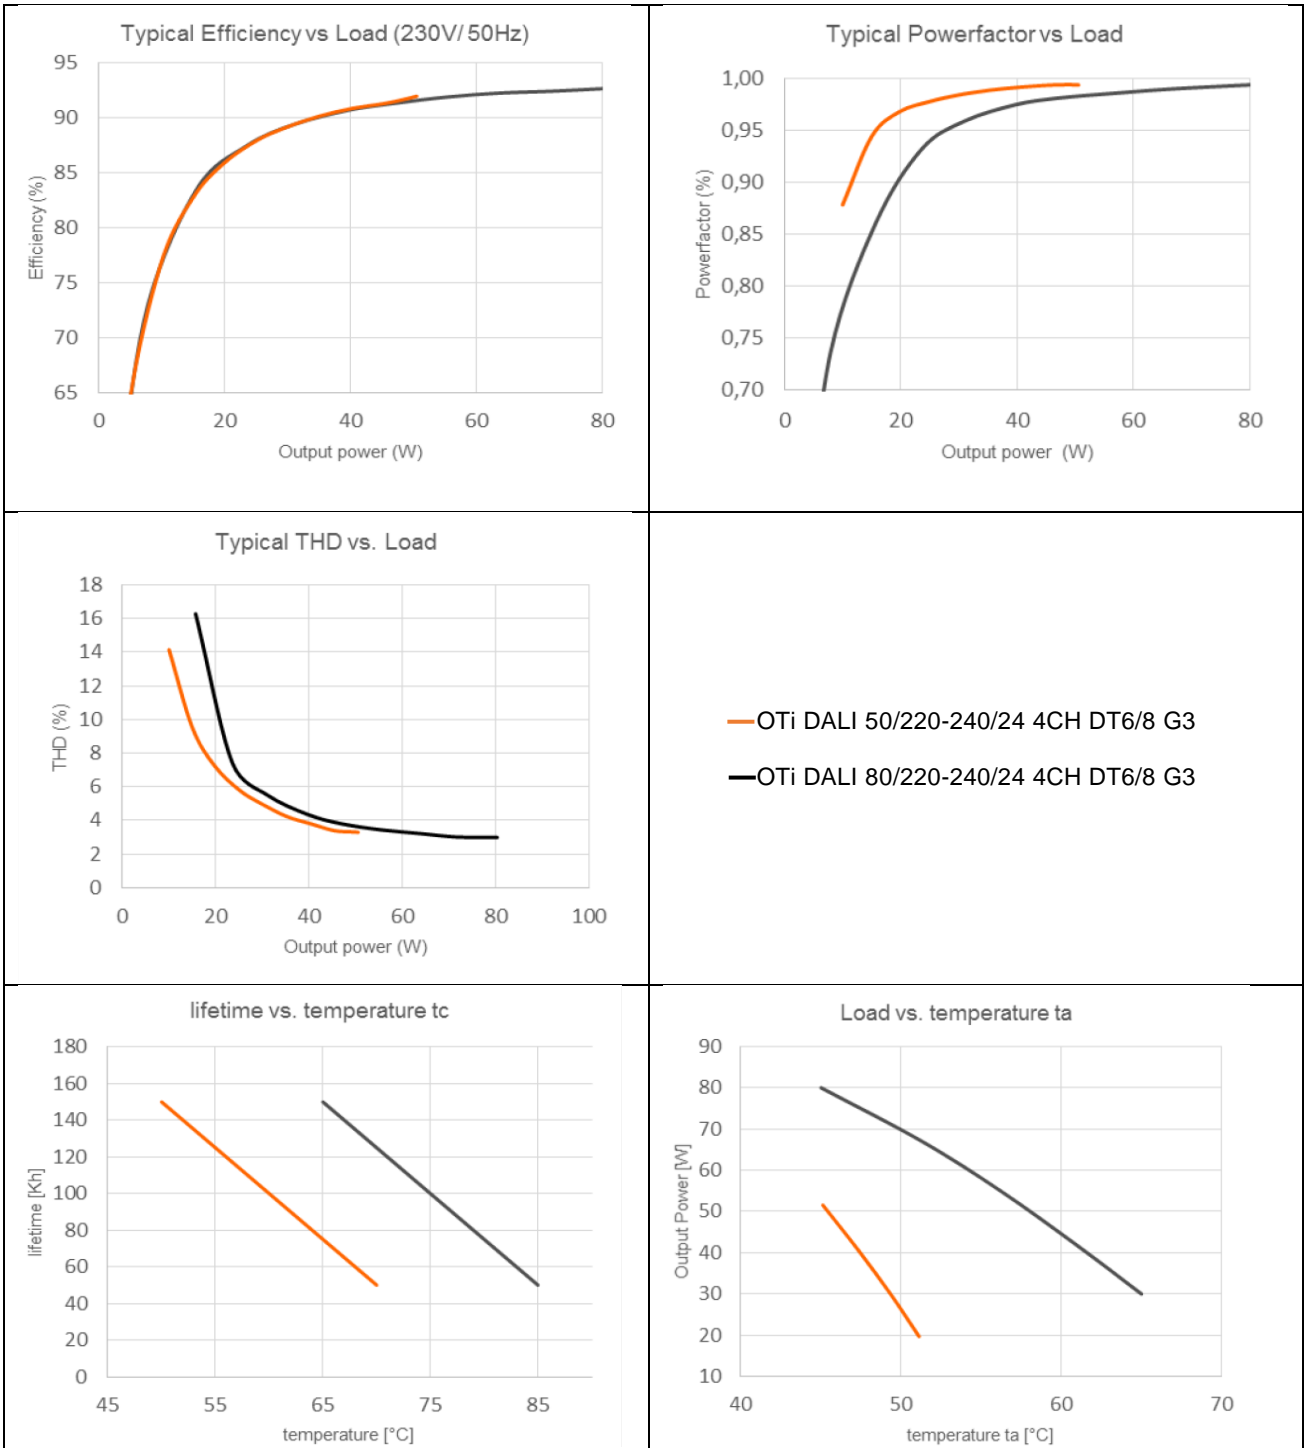 Typical Efficiency vs Load (230V/ 50Hz)
95
90
85
80
75
70
65
Efficiency (%)
0 20 40 60 80
Output power (W)
Typical Powerfactor vs Load
1,00
0,95
0,90
0,85
0,80
0,75
0,70
Powerfactor (%)
0 20 40 60 80
Output power (W)
Typical THD vs. Load
18
16
14
12
10
8
6
4
2
0
THD (%)
0 20 40 60 80 100
Output power (W)
OTi DALI 50/220-240/24 4CH DT6/8 G3
OTi DALI 80/220-240/24 4CH DT6/8 G3
lifetime vs. temperature tc
180
160
140
120
100
80
60
40
20
0
lifetime [Kh]
45 55 65 75 85
temperature [°C]
Load vs. temperature ta
90
80
70
60
50
40
30
20
10
Output Power [W]
40 50 60 70
temperature ta [°C]